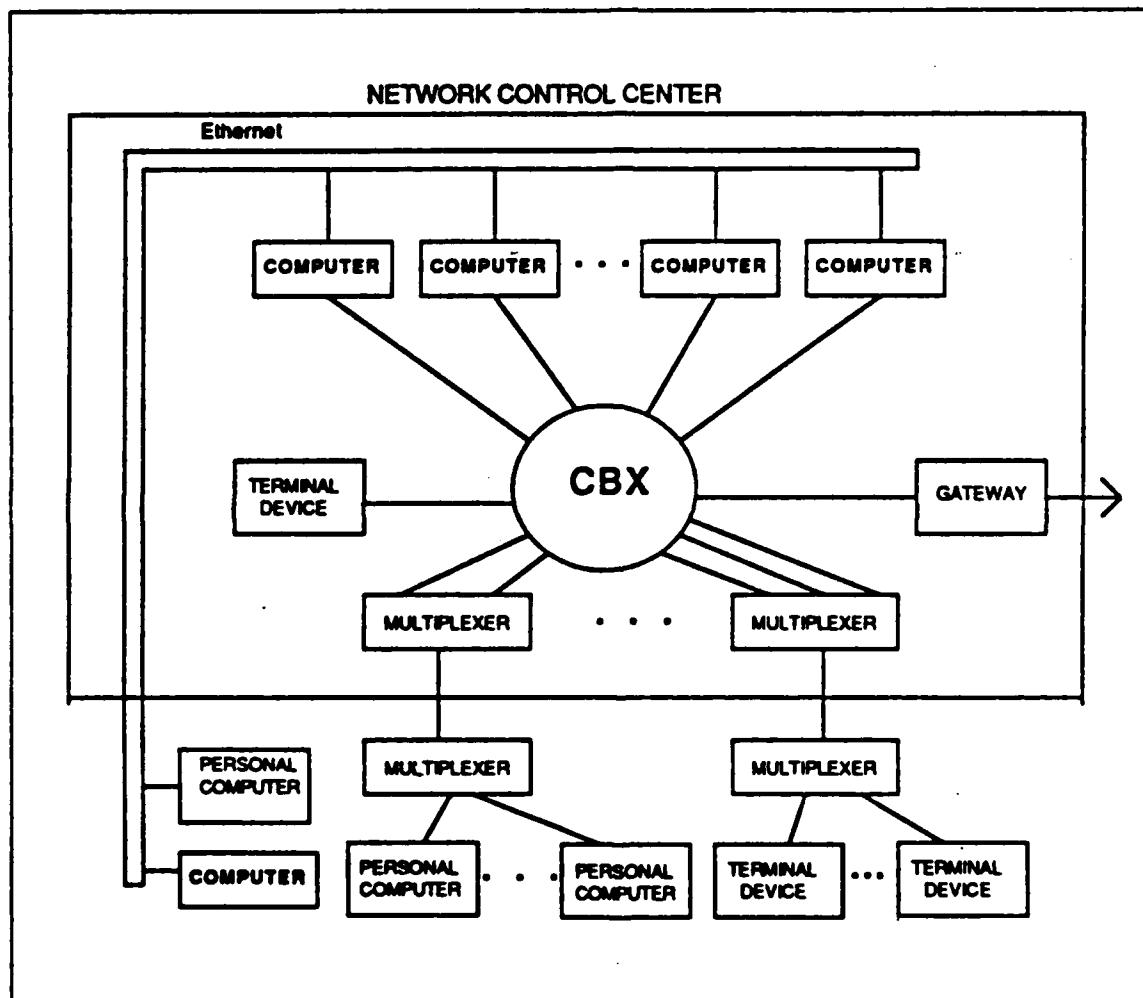 NETWORK CONTROL CENTER
Ethernet
COMPUTER
COMPUTER
. . .
COMPUTER
COMPUTER
CBX
TERMINAL
DEVICE
GATEWAY
MULTIPLEXER
. . .
MULTIPLEXER
MULTIPLEXER
MULTIPLEXER
PERSONAL
COMPUTER
COMPUTER
PERSONAL
COMPUTER
. . .
PERSONAL
COMPUTER
TERMINAL
DEVICE
...
TERMINAL
DEVICE